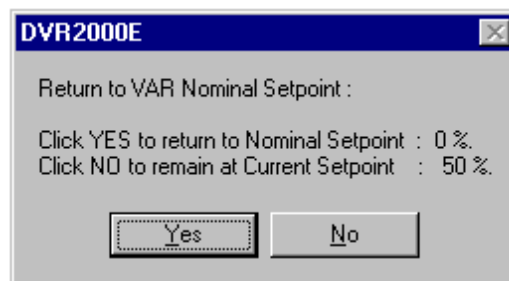 DVR2000E
Return to VAR Nominal Setpoint :
Click YES to return to Nominal Setpoint : 0 %.
Click NO to remain at Current Setpoint : 50 %.
Yes No